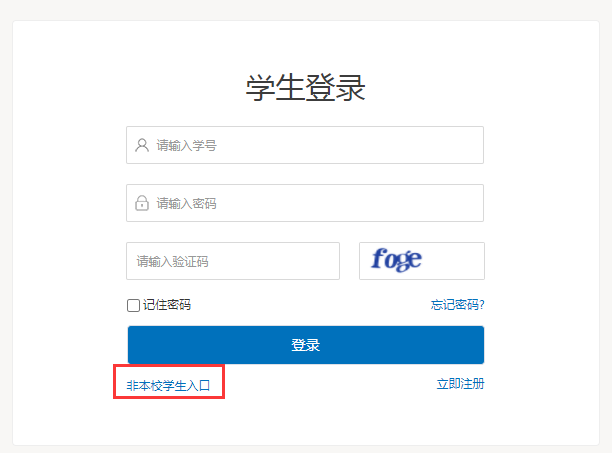 学生登录
请输入学号
请输入密码
请输入验证码
foge
记住密码
忘记密码?
登录
非本校学生入口
立即注册